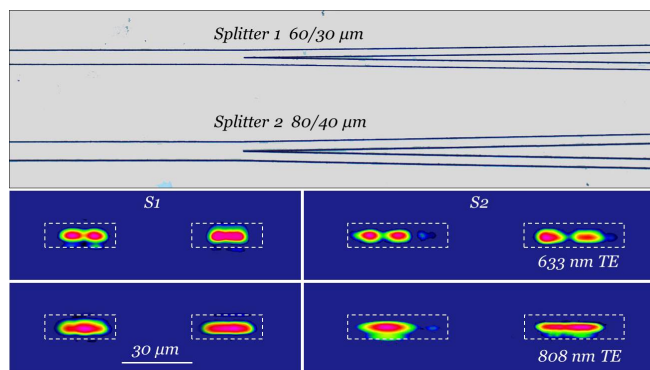 Splitter 1 60/30 µm
Splitter 2 80/40 µm
S1
S2
633 nm TE
30 µm
808 nm TE